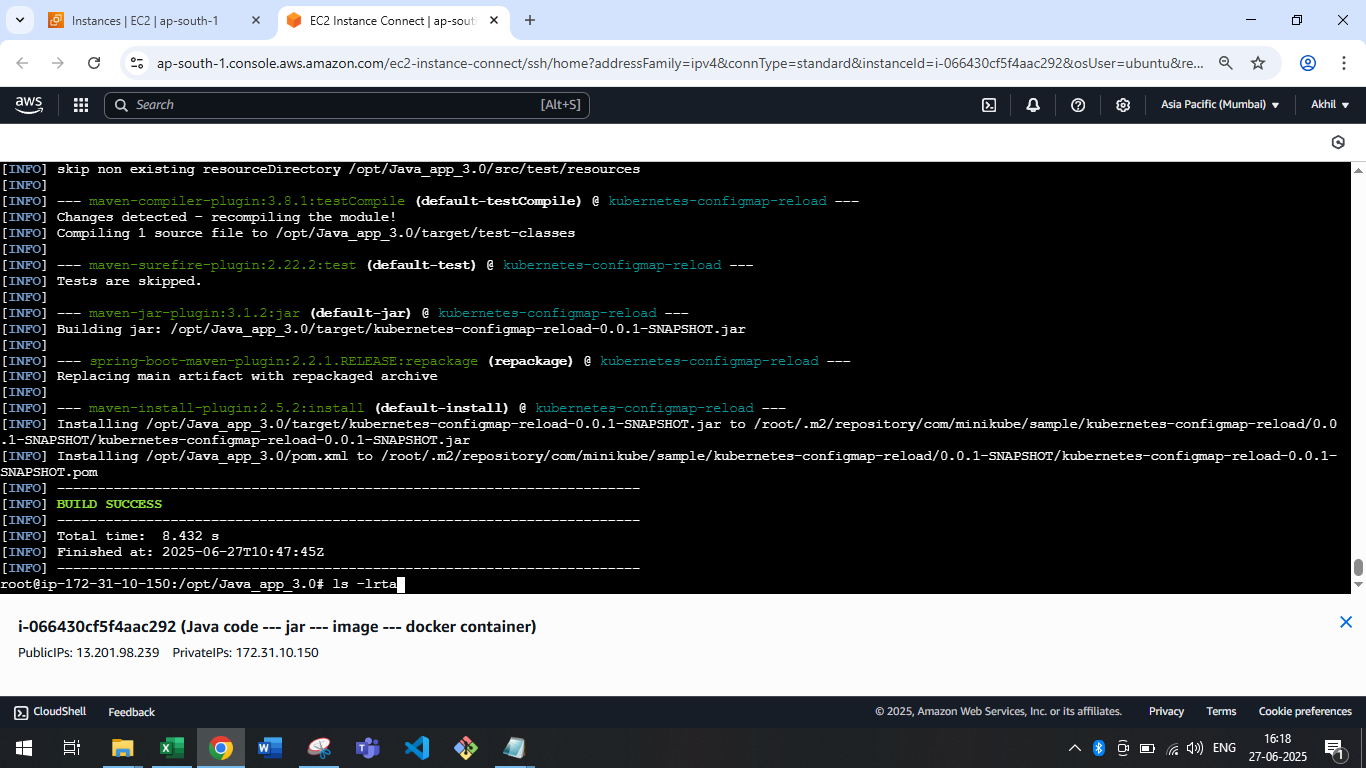 Instances | EC2 | ap-south-1
EC2 Instance Connect | ap-sout
ap-south-1.console.aws.amazon.com/ec2-instance-connect/ssh/home?addressFamily=ipv4&connType=standard&instanceId=i-066430cf5f4aac292&osUser=ubuntu&re...
aws
Search
[Alt+S]
Asia Pacific (Mumbai)
Akhil
[INFO] skip non existing resourceDirectory /opt/Java_app_3.0/src/test/resources
[INFO]
[INFO] --- maven-compiler-plugin:3.8.1:testCompile (default-testCompile) @ kubernetes-configmap-reload ---
[INFO] Changes detected - recompiling the module!
[INFO] Compiling 1 source file to /opt/Java_app_3.0/target/test-classes
[INFO]
[INFO] --- maven-surefire-plugin:2.22.2:test (default-test) @ kubernetes-configmap-reload ---
[INFO] Tests are skipped.
[INFO]
[INFO] --- maven-jar-plugin:3.1.2:jar (default-jar) @ kubernetes-configmap-reload ---
[INFO] Building jar: /opt/Java_app_3.0/target/kubernetes-configmap-reload-0.0.1-SNAPSHOT.jar
[INFO]
[INFO] --- spring-boot-maven-plugin:2.2.1.RELEASE:repackage (repackage) @ kubernetes-configmap-reload ---
[INFO] Replacing main artifact with repackaged archive
[INFO]
[INFO] --- maven-install-plugin:2.5.2:install (default-install) @ kubernetes-configmap-reload ---
[INFO] Installing /opt/Java_app_3.0/target/kubernetes-configmap-reload-0.0.1-SNAPSHOT.jar to /root/.m2/repository/com/minikube/sample/kubernetes-configmap-reload/0.0
.1-SNAPSHOT/kubernetes-configmap-reload-0.0.1-SNAPSHOT.jar
[INFO] Installing /opt/Java_app_3.0/pom.xml to /root/.m2/repository/com/minikube/sample/kubernetes-configmap-reload/0.0.1-SNAPSHOT/kubernetes-configmap-reload-0.0.1-
SNAPSHOT.pom
[INFO] ------------------------------------------------------------------------
[INFO] BUILD SUCCESS
[INFO] ------------------------------------------------------------------------
[INFO] Total time:  8.432 s
[INFO] Finished at: 2025-06-27T10:47:45Z
[INFO] ------------------------------------------------------------------------
root@ip-172-31-10-150:/opt/Java_app_3.0# ls -lrta
i-066430cf5f4aac292 (Java code --- jar --- image --- docker container)
PublicIPs: 13.201.98.239 PrivateIPs: 172.31.10.150
CloudShell
Feedback
© 2025, Amazon Web Services, Inc. or its affiliates.
Privacy
Terms
Cookie preferences
ENG
16:18
27-06-2025
1